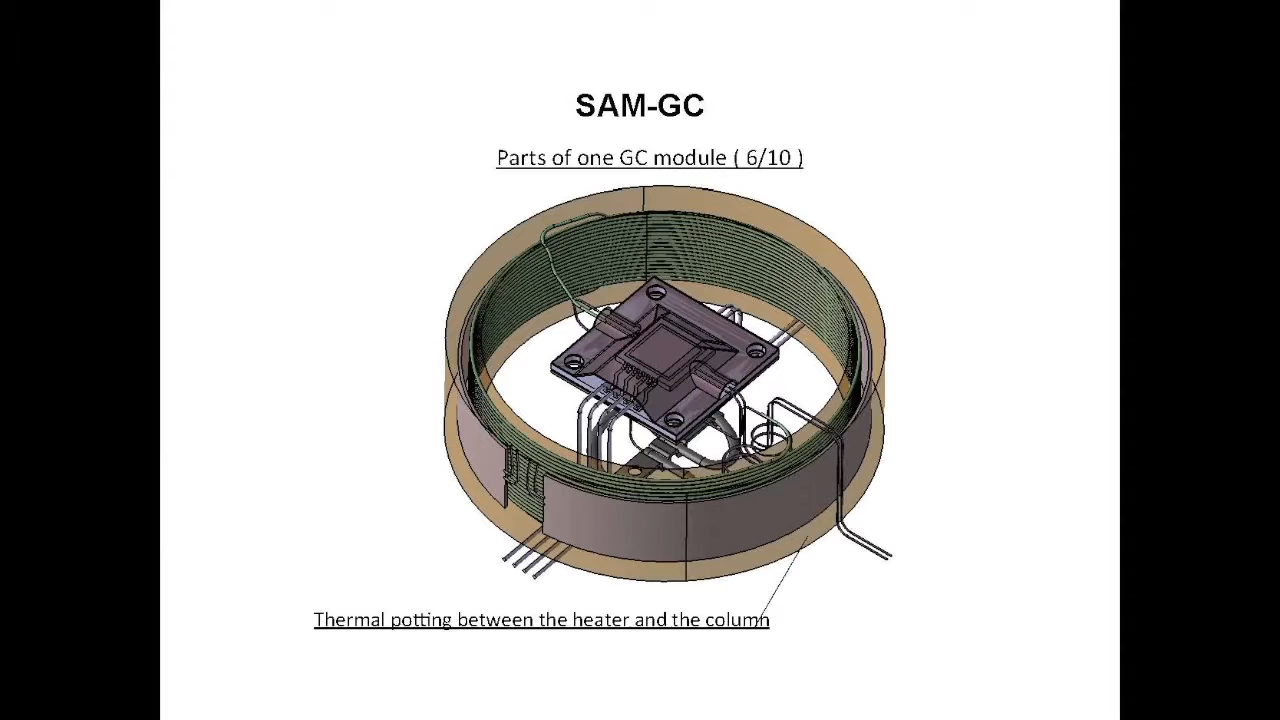 SAM-GC
Parts of one GC module ( 6/10 )
Thermal potting between the heater and the column